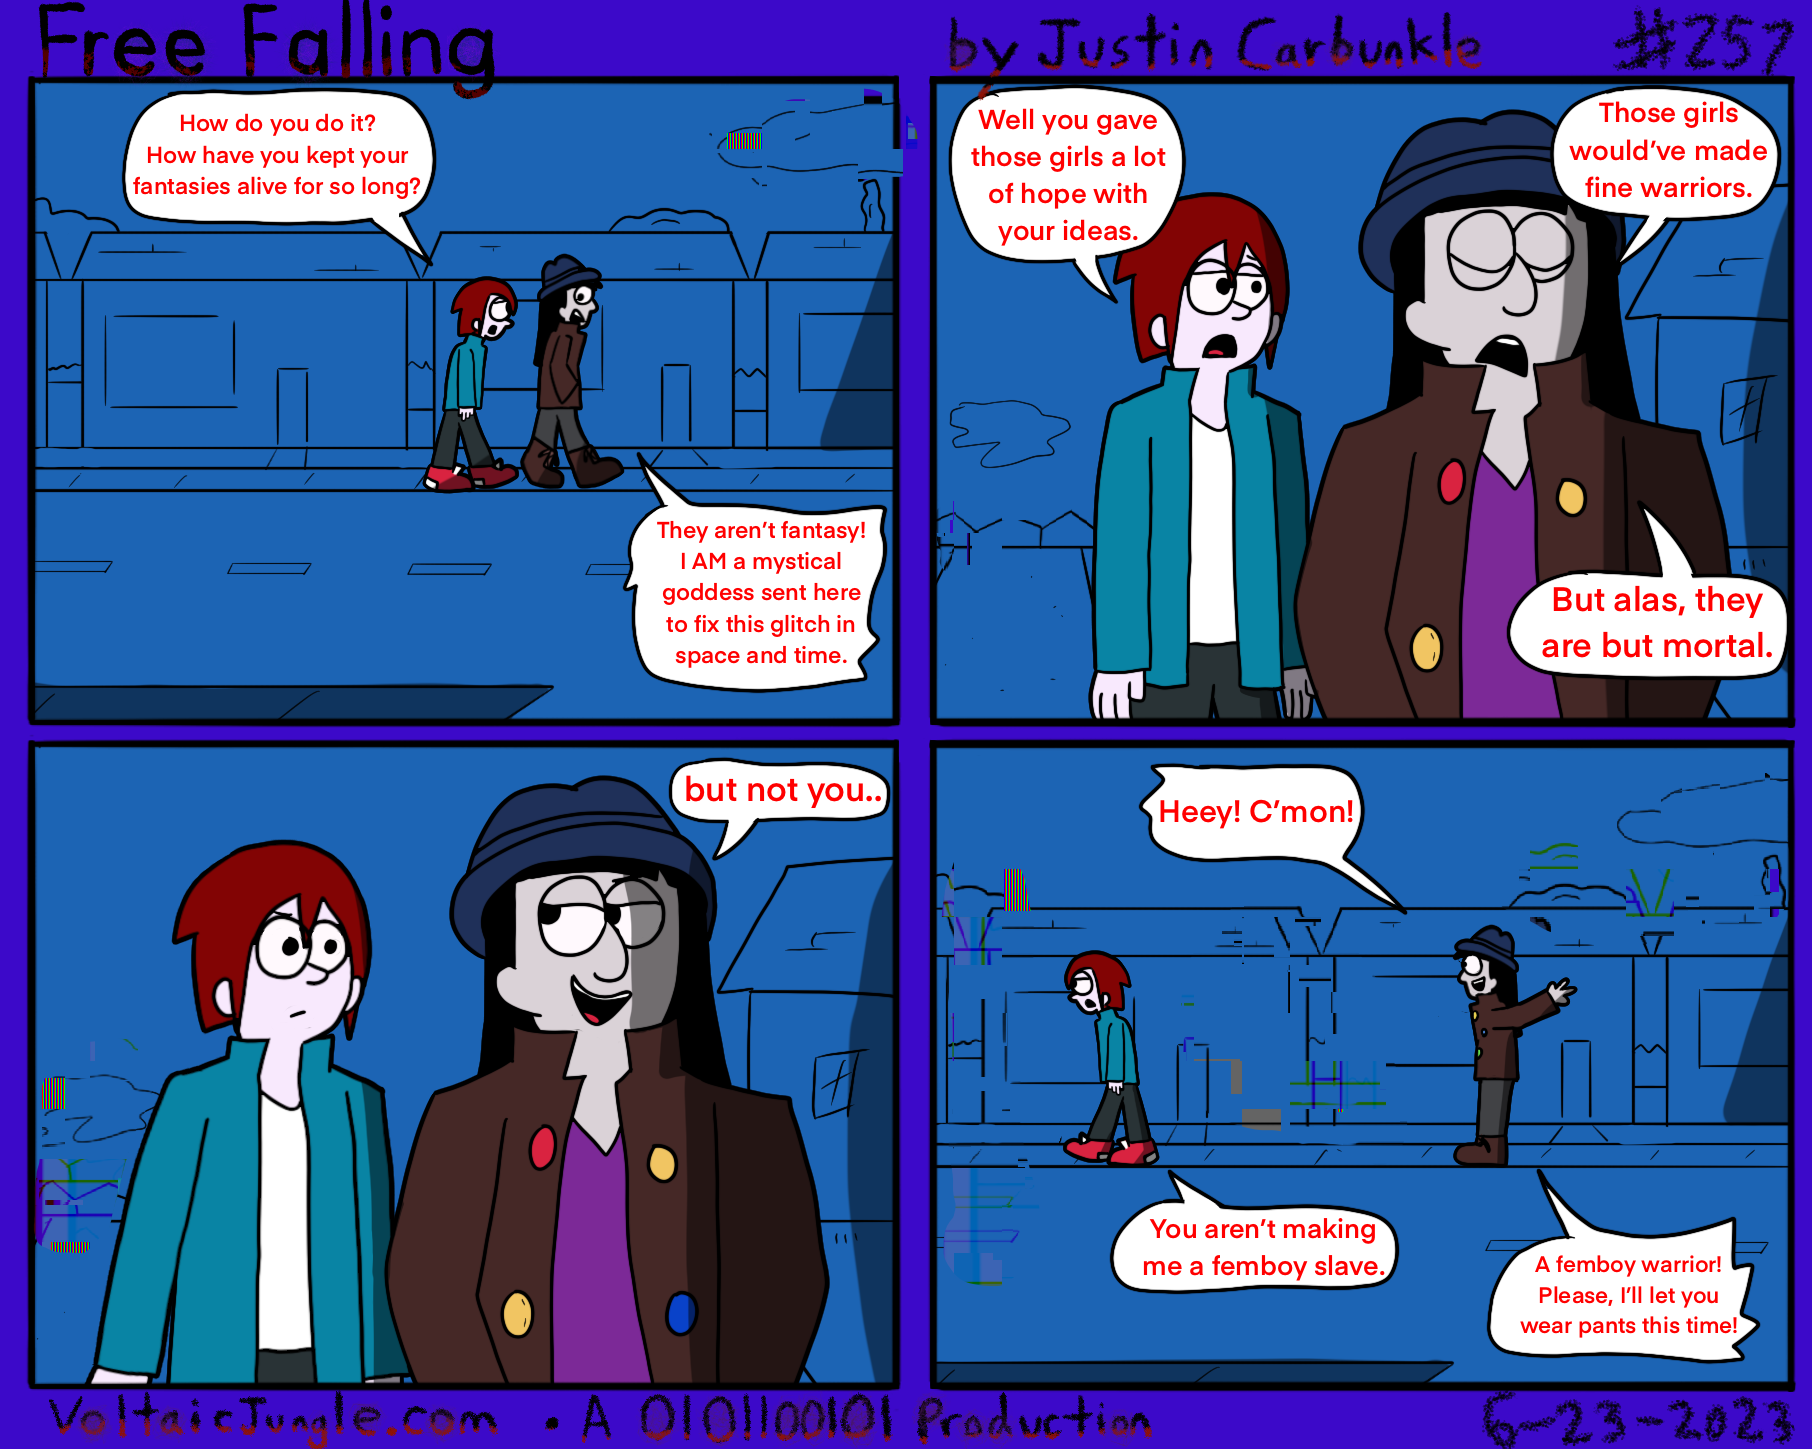 Free Falling
by Justin Carbunkle
#257
How do you do it?
How have you kept your
fantasies alive for so long?
They aren't fantasy!
I AM a mystical
goddess sent here
to fix this glitch in
space and time.
Well you gave
those girls a lot
of hope with
your ideas.
Those girls
would've made
fine warriors.
But alas, they
are but mortal.
but not you..
Heey! C'mon!
You aren't making
me a femboy slave.
A femboy warrior!
Please, I'll let you
wear pants this time!
VoltaicJungle.com • A 0101100101 Production
6-23-2023